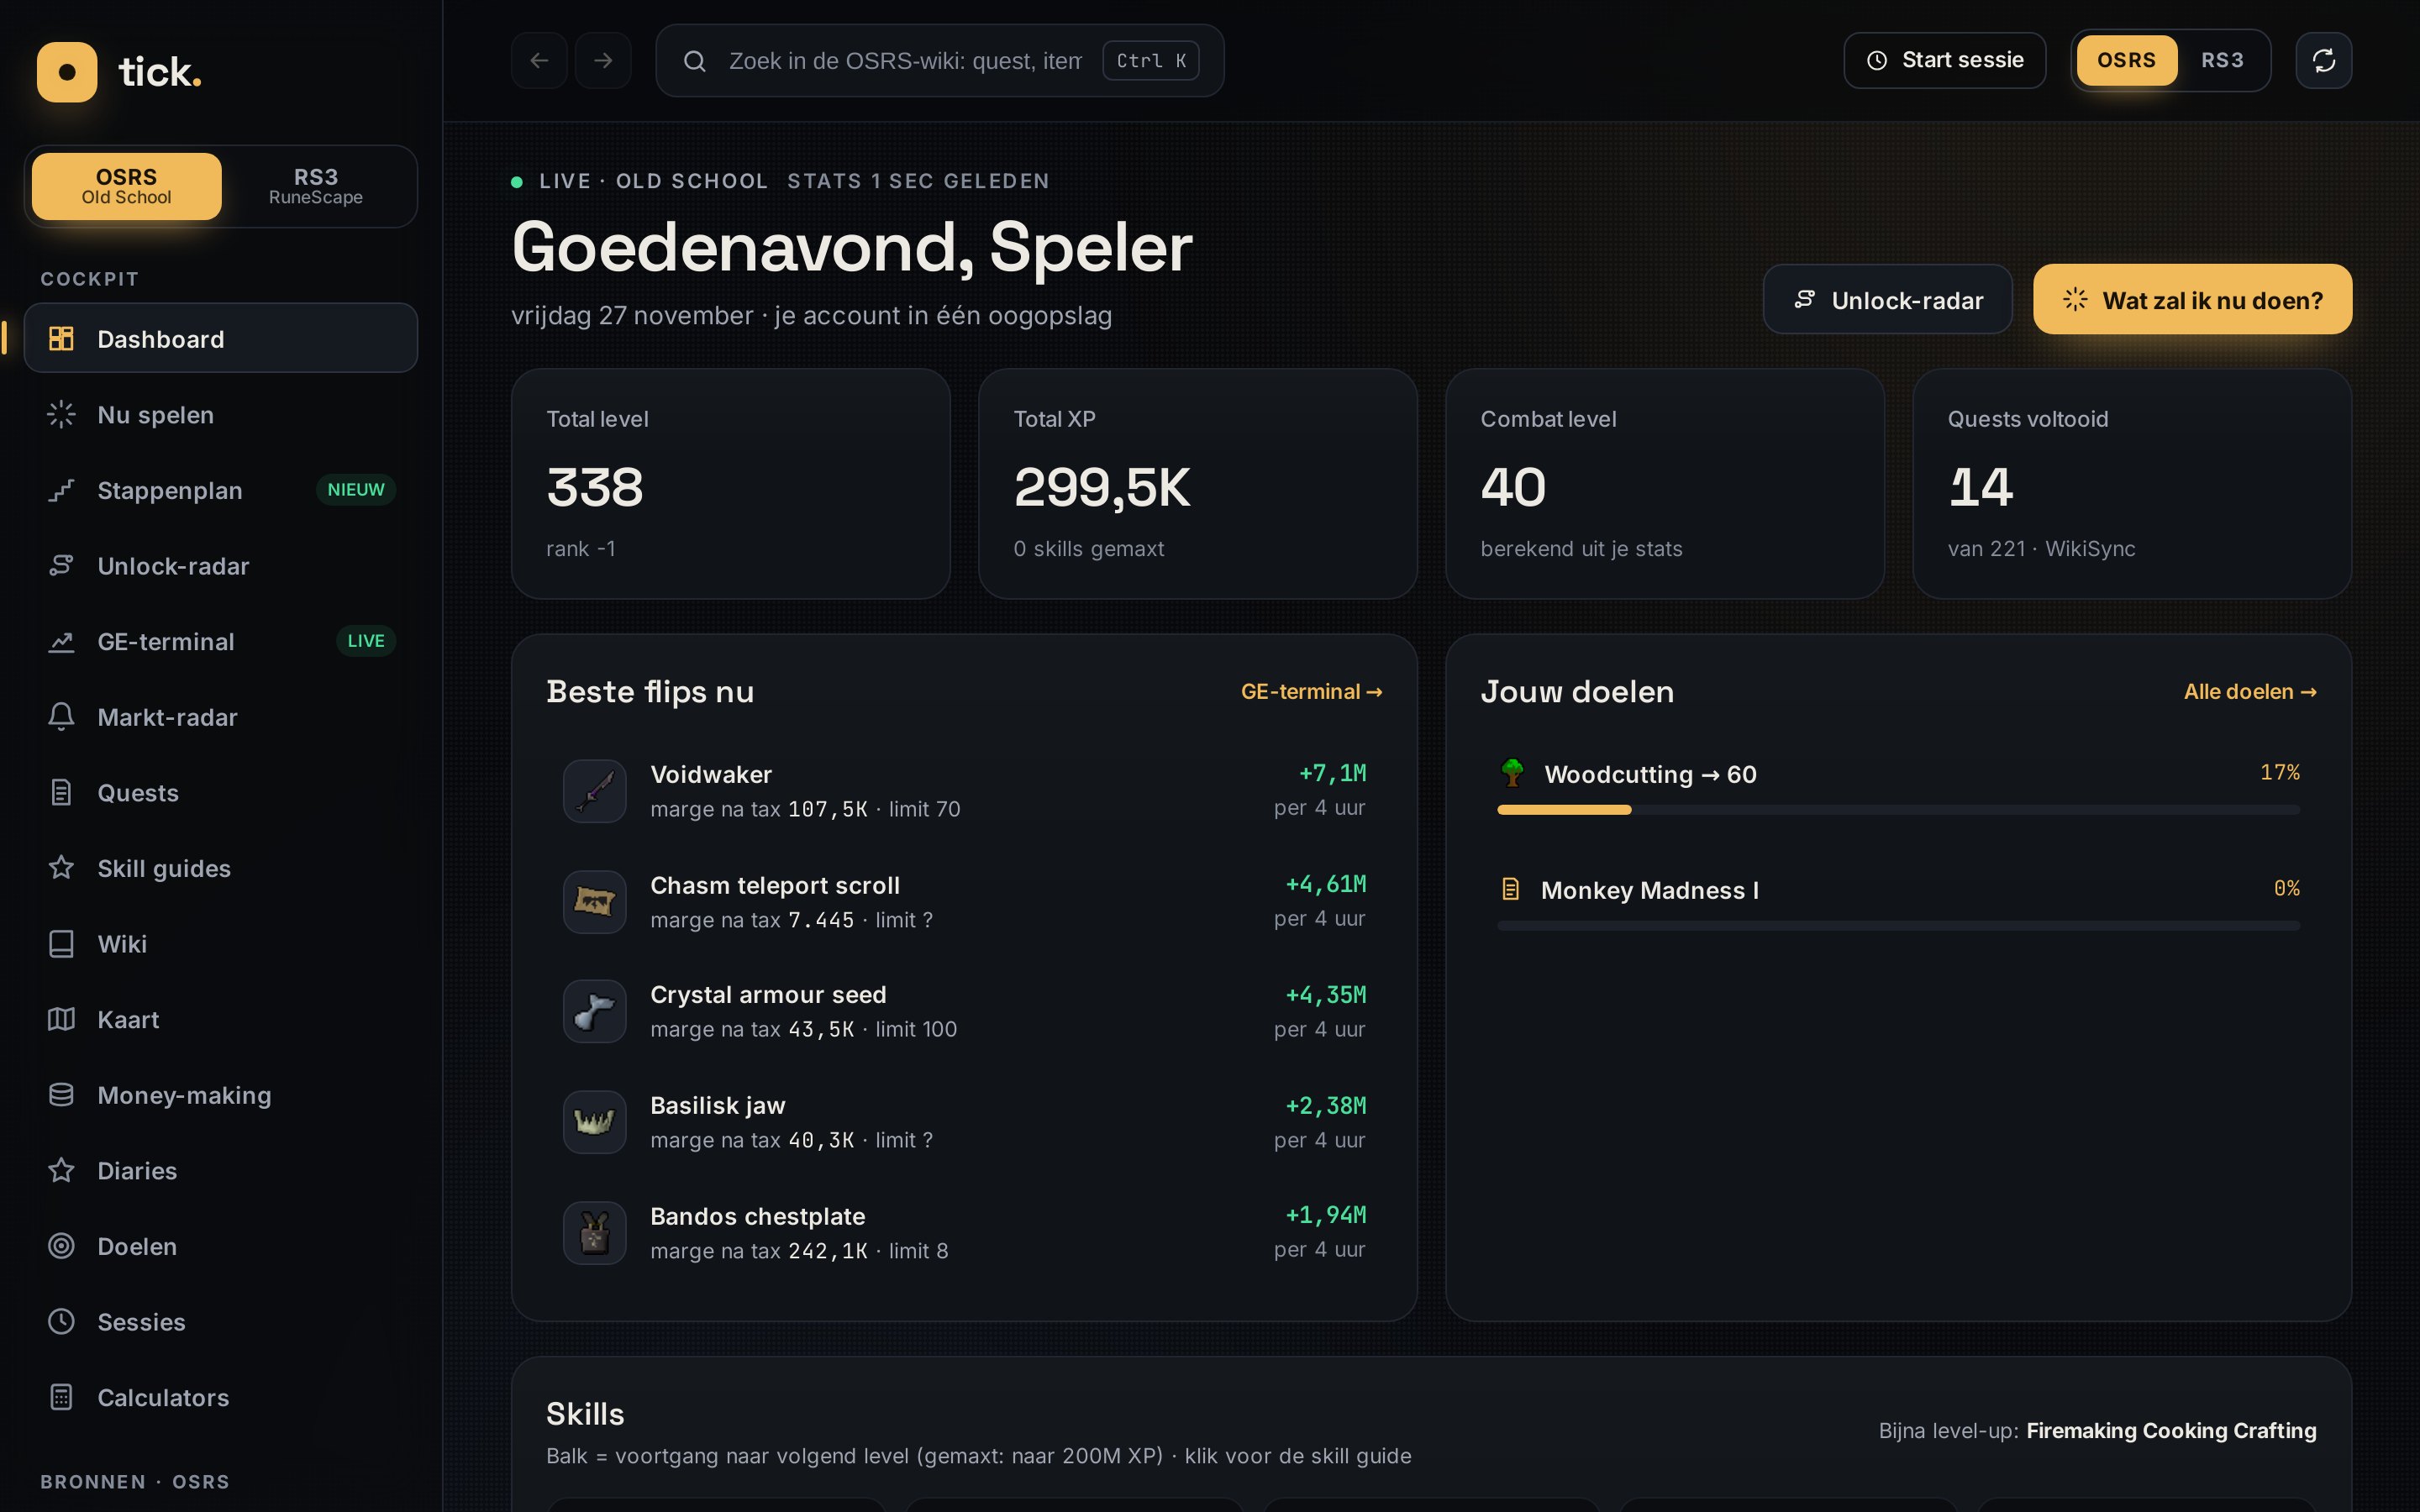 tick.
OSRS
Old School
RS3
RuneScape
COCKPIT
Dashboard
Nu spelen
Stappenplan NIEUW
Unlock-radar
GE-terminal LIVE
Markt-radar
Quests
Skill guides
Wiki
Kaart
Money-making
Diaries
Doelen
Sessies
Calculators
BRONNEN · OSRS
Zoek in de OSRS-wiki: quest, item Ctrl K
Start sessie
OSRS RS3
LIVE · OLD SCHOOL STATS 1 SEC GELEDEN
Goedenavond, Speler
vrijdag 27 november · je account in één oogopslag
Unlock-radar
Wat zal ik nu doen?
Total level
338
rank -1
Total XP
299,5K
0 skills gemaxt
Combat level
40
berekend uit je stats
Quests voltooid
14
van 221 · WikiSync
Beste flips nu GE-terminal →
Voidwaker +7,1M
marge na tax 107,5K · limit 70 per 4 uur
Chasm teleport scroll +4,61M
marge na tax 7.445 · limit ? per 4 uur
Crystal armour seed +4,35M
marge na tax 43,5K · limit 100 per 4 uur
Basilisk jaw +2,38M
marge na tax 40,3K · limit ? per 4 uur
Bandos chestplate +1,94M
marge na tax 242,1K · limit 8 per 4 uur
Jouw doelen Alle doelen →
Woodcutting → 60 17%
Monkey Madness I 0%
Skills
Balk = voortgang naar volgend level (gemaxt: naar 200M XP) · klik voor de skill guide
Bijna level-up: Firemaking Cooking Crafting